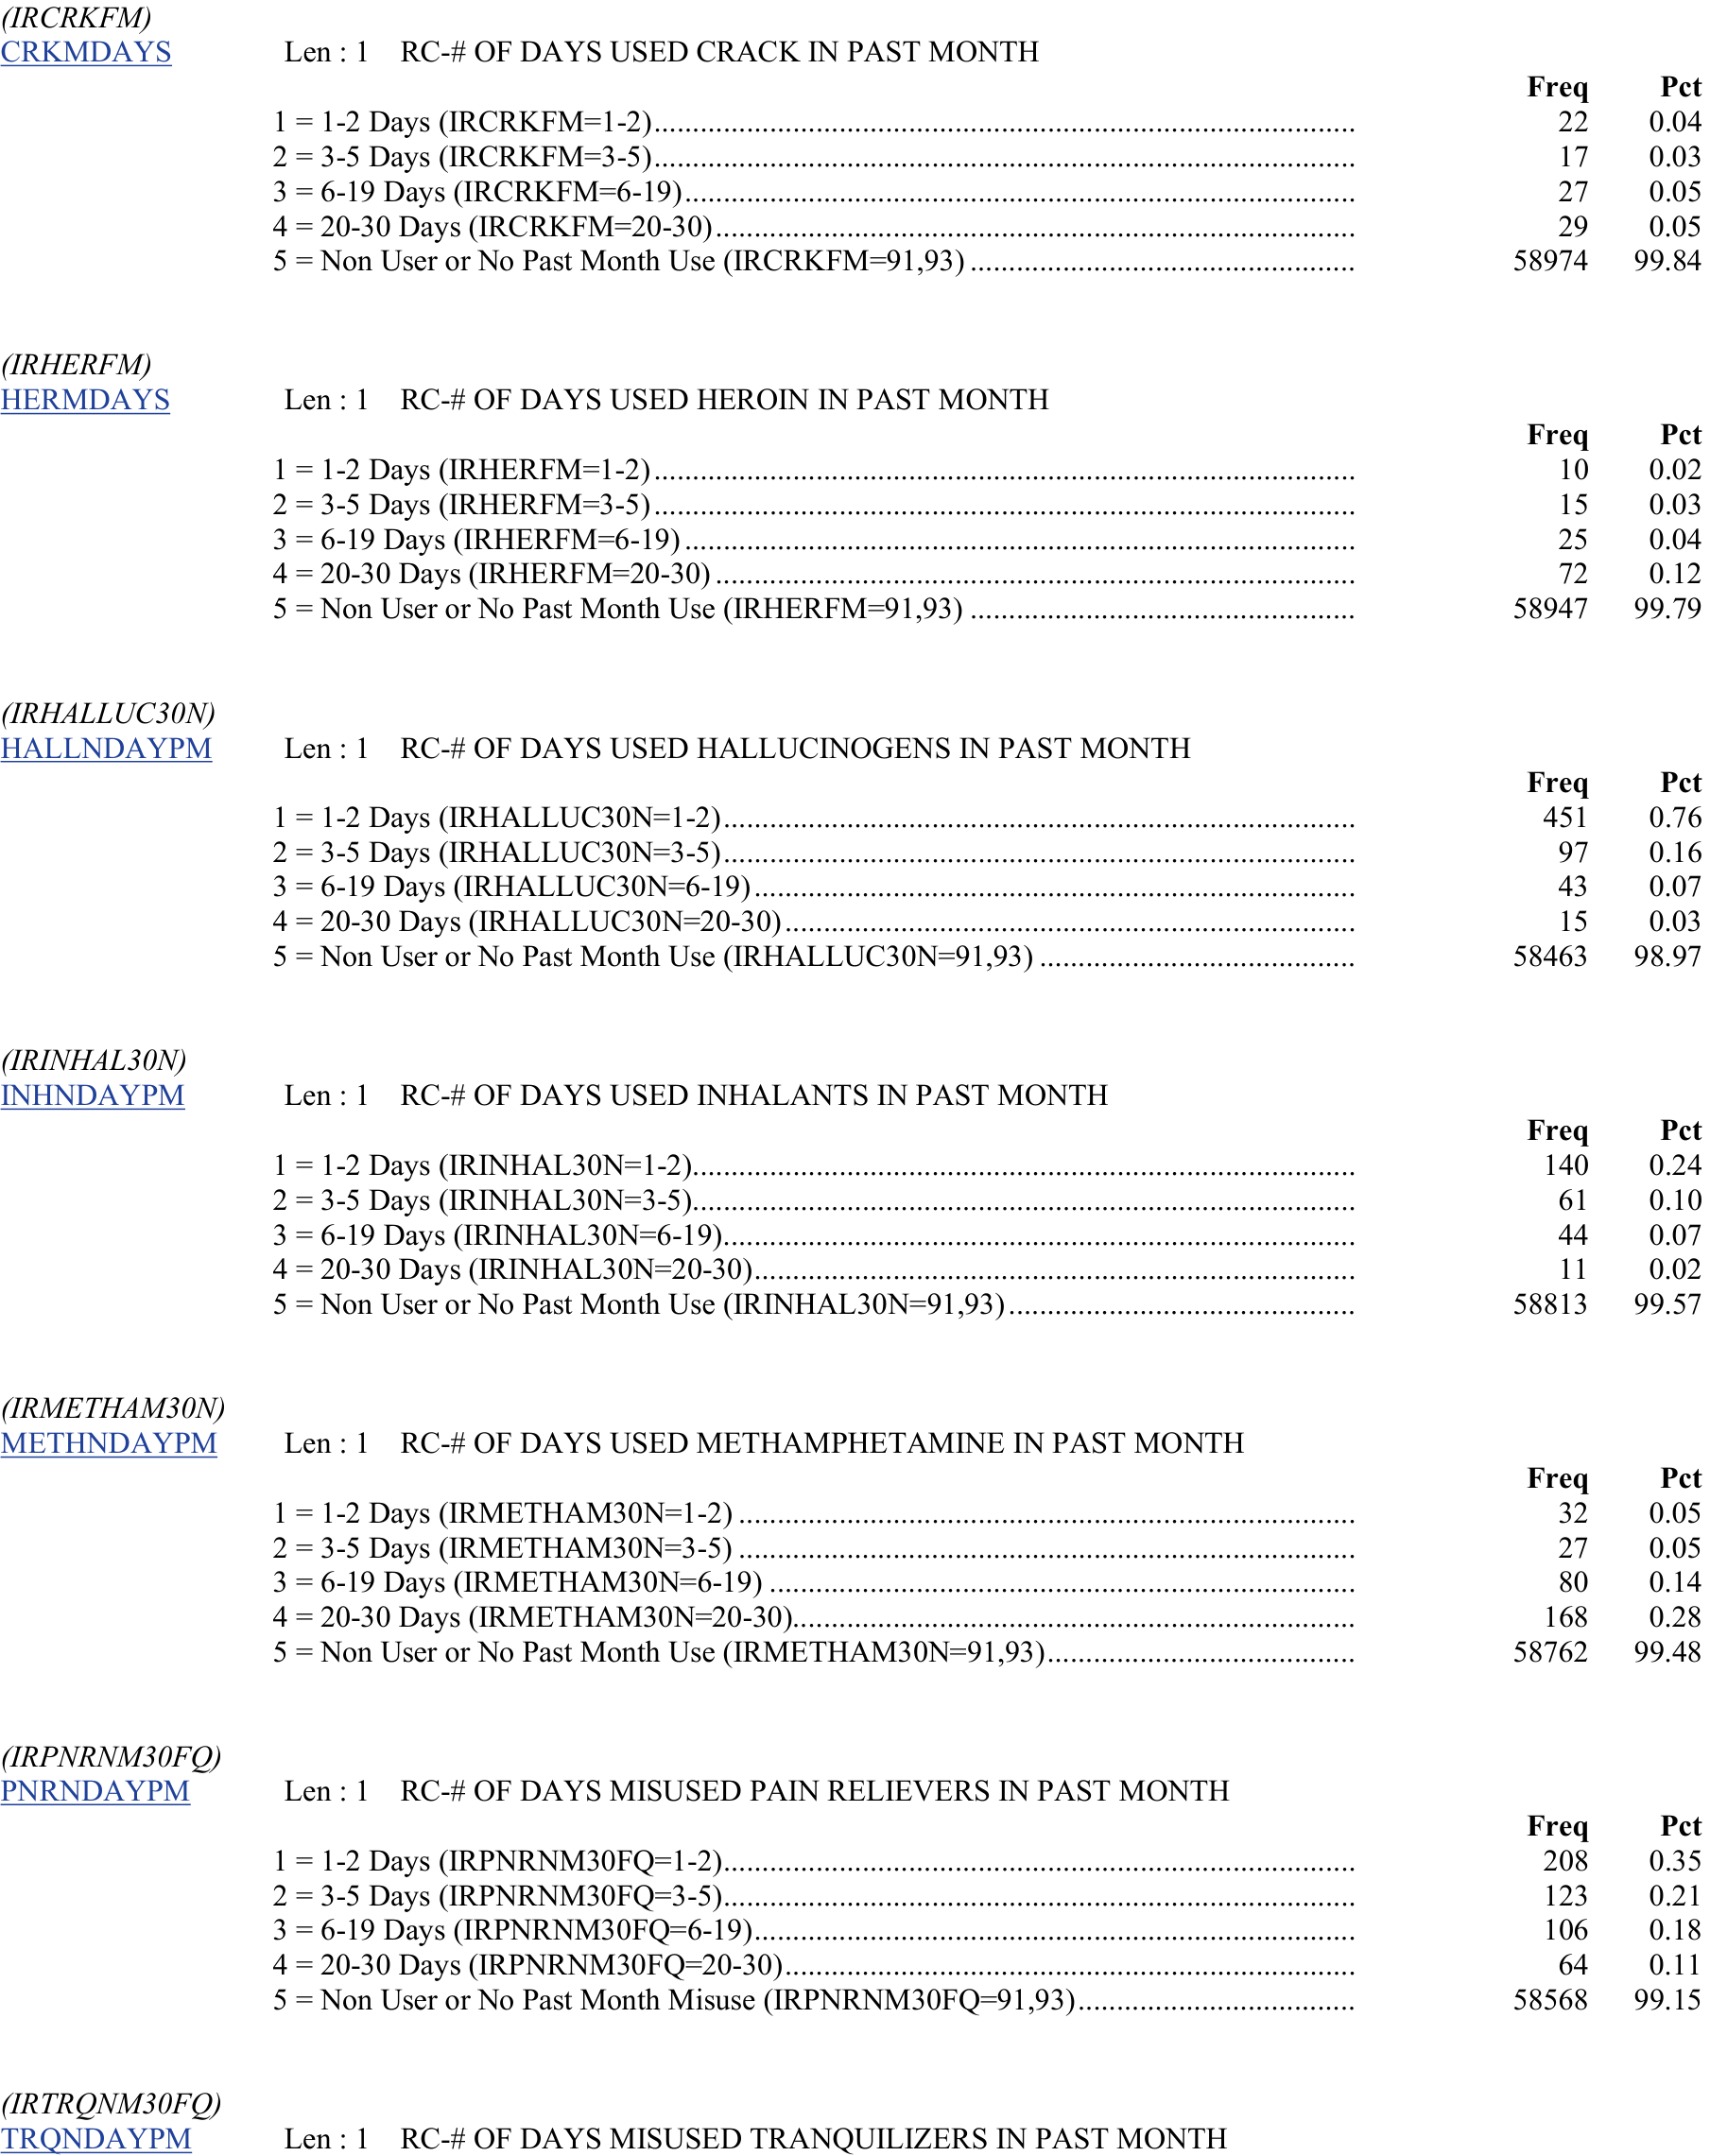 (IRCRKFM)
CRKMDAYS Len : 1 RC-# OF DAYS USED CRACK IN PAST MONTH
Freq Pct
1 = 1-2 Days (IRCRKFM=1-2)........................................................................................... 22 0.04
2 = 3-5 Days (IRCRKFM=3-5)........................................................................................... 17 0.03
3 = 6-19 Days (IRCRKFM=6-19)....................................................................................... 27 0.05
4 = 20-30 Days (IRCRKFM=20-30)................................................................................... 29 0.05
5 = Non User or No Past Month Use (IRCRKFM=91,93) .................................................. 58974 99.84
(IRHERFM)
HERMDAYS Len : 1 RC-# OF DAYS USED HEROIN IN PAST MONTH
Freq Pct
1 = 1-2 Days (IRHERFM=1-2)........................................................................................... 10 0.02
2 = 3-5 Days (IRHERFM=3-5)........................................................................................... 15 0.03
3 = 6-19 Days (IRHERFM=6-19) ....................................................................................... 25 0.04
4 = 20-30 Days (IRHERFM=20-30) ................................................................................... 72 0.12
5 = Non User or No Past Month Use (IRHERFM=91,93) .................................................. 58947 99.79
(IRHALLUC30N)
HALLNDAYPM Len : 1 RC-# OF DAYS USED HALLUCINOGENS IN PAST MONTH
Freq Pct
1 = 1-2 Days (IRHALLUC30N=1-2).................................................................................. 451 0.76
2 = 3-5 Days (IRHALLUC30N=3-5).................................................................................. 97 0.16
3 = 6-19 Days (IRHALLUC30N=6-19).............................................................................. 43 0.07
4 = 20-30 Days (IRHALLUC30N=20-30).......................................................................... 15 0.03
5 = Non User or No Past Month Use (IRHALLUC30N=91,93) ......................................... 58463 98.97
(IRINHAL30N)
INHNDAYPM Len : 1 RC-# OF DAYS USED INHALANTS IN PAST MONTH
Freq Pct
1 = 1-2 Days (IRINHAL30N=1-2)...................................................................................... 140 0.24
2 = 3-5 Days (IRINHAL30N=3-5)...................................................................................... 61 0.10
3 = 6-19 Days (IRINHAL30N=6-19).................................................................................. 44 0.07
4 = 20-30 Days (IRINHAL30N=20-30).............................................................................. 11 0.02
5 = Non User or No Past Month Use (IRINHAL30N=91,93)............................................. 58813 99.57
(IRMETHAM30N)
METHNDAYPM Len : 1 RC-# OF DAYS USED METHAMPHETAMINE IN PAST MONTH
Freq Pct
1 = 1-2 Days (IRMETHAM30N=1-2) ................................................................................ 32 0.05
2 = 3-5 Days (IRMETHAM30N=3-5) ................................................................................ 27 0.05
3 = 6-19 Days (IRMETHAM30N=6-19) ............................................................................ 80 0.14
4 = 20-30 Days (IRMETHAM30N=20-30)......................................................................... 168 0.28
5 = Non User or No Past Month Use (IRMETHAM30N=91,93)........................................ 58762 99.48
(IRPNRNM30FQ)
PNRNDAYPM Len : 1 RC-# OF DAYS MISUSED PAIN RELIEVERS IN PAST MONTH
Freq Pct
1 = 1-2 Days (IRPNRNM30FQ=1-2).................................................................................. 208 0.35
2 = 3-5 Days (IRPNRNM30FQ=3-5).................................................................................. 123 0.21
3 = 6-19 Days (IRPNRNM30FQ=6-19).............................................................................. 106 0.18
4 = 20-30 Days (IRPNRNM30FQ=20-30).......................................................................... 64 0.11
5 = Non User or No Past Month Misuse (IRPNRNM30FQ=91,93).................................... 58568 99.15
(IRTRQNM30FQ)
TRQNDAYPM Len : 1 RC-# OF DAYS MISUSED TRANQUILIZERS IN PAST MONTH